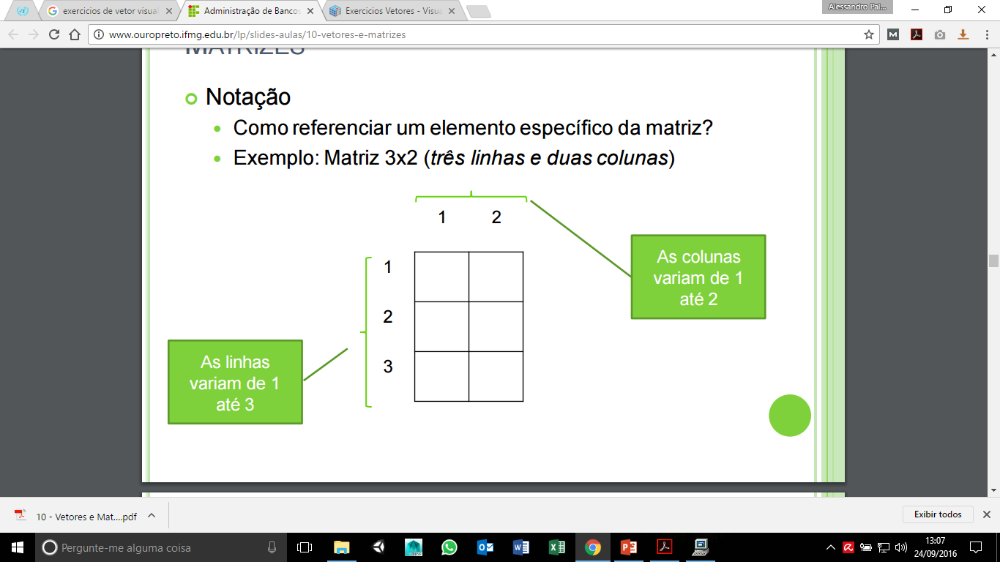 Alessandro Pal...
exercicios de vetor visual
Administração de Bancos
Exercicios Vetores - Visua
www.ouropreto.ifmg.edu.br/lp/slides-aulas/10-vetores-e-matrizes
MATRIZES
Notação
Como referenciar um elemento específico da matriz?
Exemplo: Matriz 3x2 (três linhas e duas colunas)
1 2
1
2
3
As colunas
variam de 1
até 2
As linhas
variam de 1
até 3
10 - Vetores e Mat....pdf
Exibir todos
Pergunte-me alguma coisa
13:07
24/09/2016